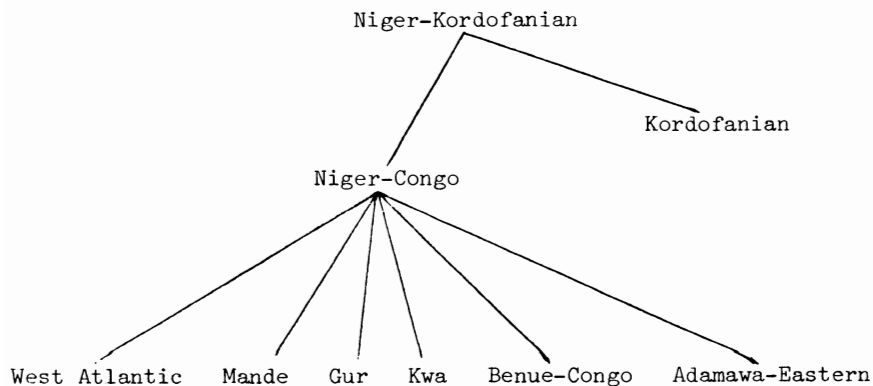 Niger-Kordofanian
Kordofanian
Niger-Congo
West Atlantic Mande Gur Kwa Benue-Congo Adamawa-Eastern